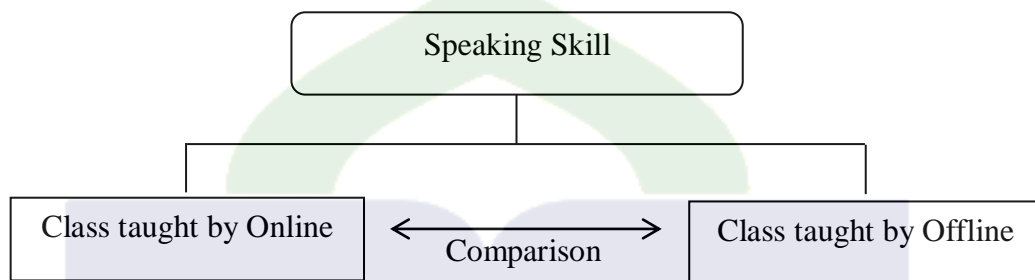 Speaking Skill
Class taught by Online
Comparison
Class taught by Offline